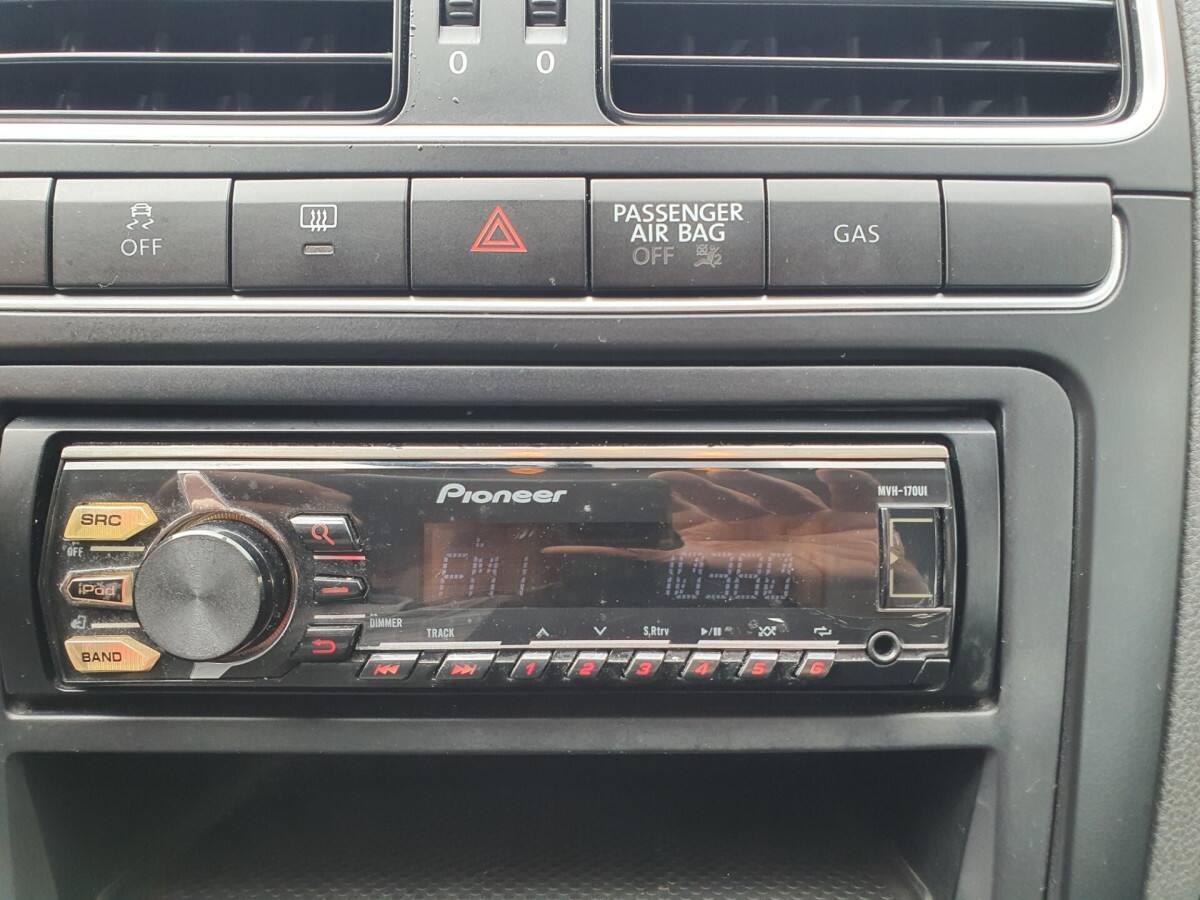 0 0
OFF
PASSENGER
AIR BAG
OFF
GAS
Pioneer
MVH-170UI
SRC
OFF
iPod
BAND
FM1
DIMMER
TRACK
S.Rtrv
1 2 3 4 5 6